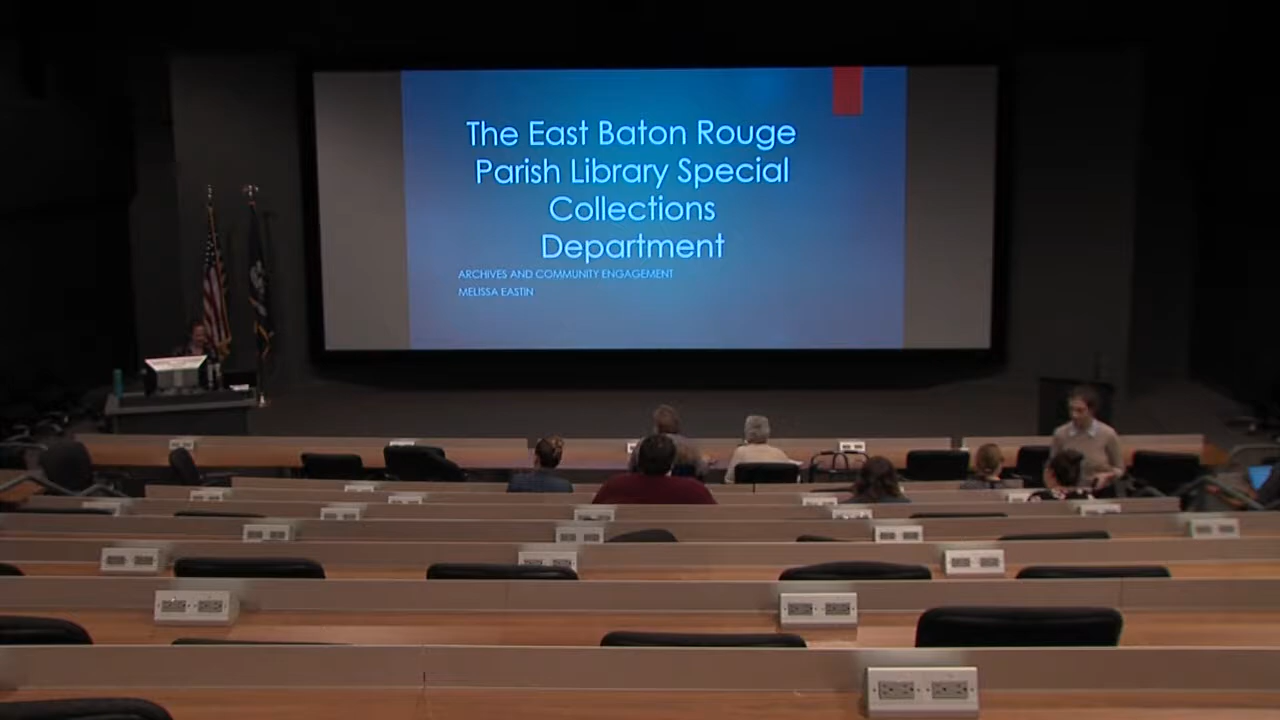 The East Baton Rouge
Parish Library Special
Collections
Department
ARCHIVES AND COMMUNITY ENGAGEMENT
MELISSA EASTIN